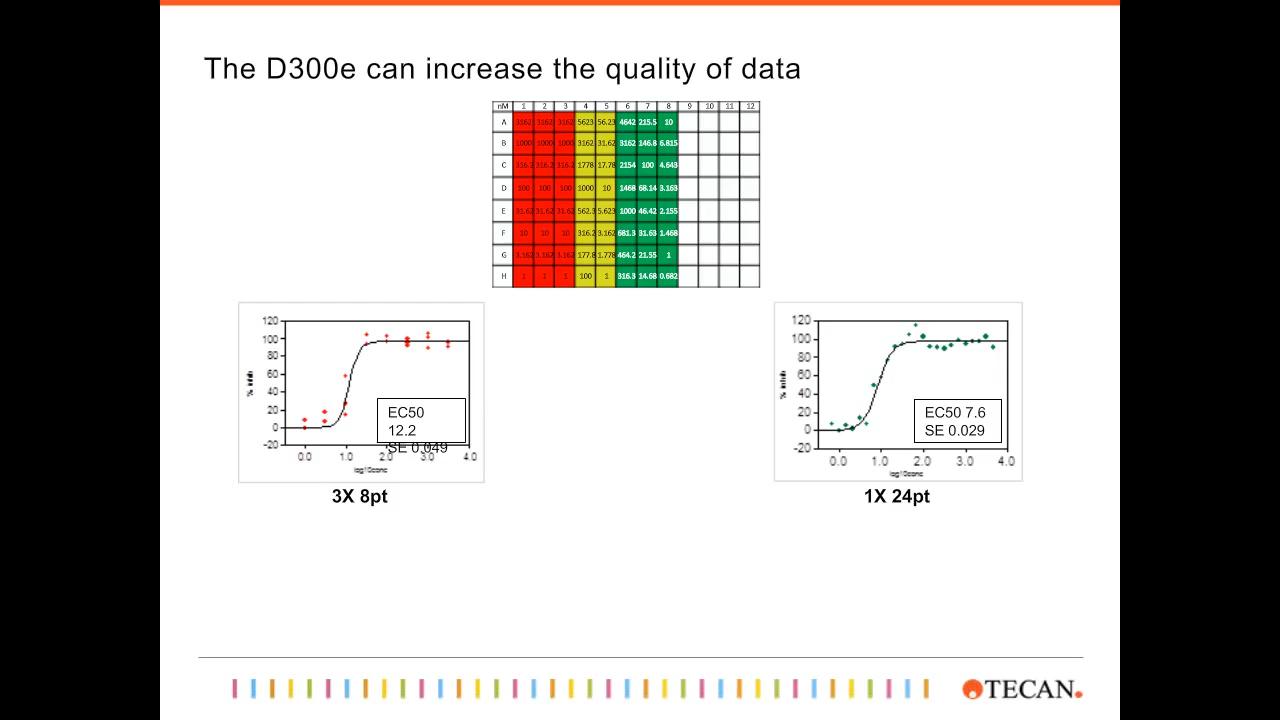 The D300e can increase the quality of data
nM 1 2 3 4 5 6 7 8 9 10 11 12
A 3162 3162 3162 5623 56.23 4642 215.5 10
B 1000 1000 1000 3162 31.62 3162 146.8 6.815
C 316.2 316.2 316.2 1778 17.78 2154 100 4.643
D 100 100 100 1000 10 1468 68.14 3.163
E 31.62 31.62 31.62 562.3 5.623 1000 46.42 2.155
F 10 10 10 316.2 3.162 681.3 31.63 1.468
G 3.162 3.162 3.162 177.8 1.778 464.2 21.55 1
H 1 1 1 100 1 316.3 14.68 0.682
120
100
80
60
40
20
0
-20
% inhib
0.0 1.0 2.0 3.0 4.0
log10conc
EC50
12.2
SE 0.049
3X 8pt
120
100
80
60
40
20
0
-20
% inhib
0.0 1.0 2.0 3.0 4.0
log10conc
EC50 7.6
SE 0.029
1X 24pt
TECAN.